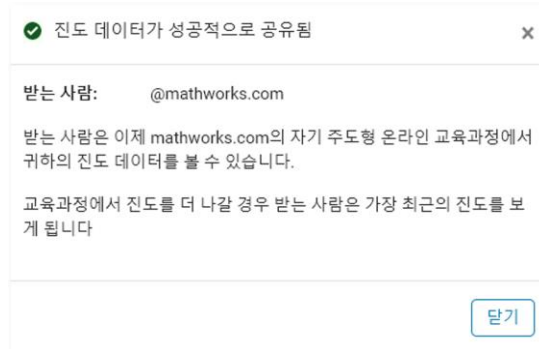 진도 데이터가 성공적으로 공유됨
받는 사람: @mathworks.com
받는 사람은 이제 mathworks.com의 자기 주도형 온라인 교육과정에서
귀하의 진도 데이터를 볼 수 있습니다.
교육과정에서 진도를 더 나갈 경우 받는 사람은 가장 최근의 진도를 보
게 됩니다
닫기